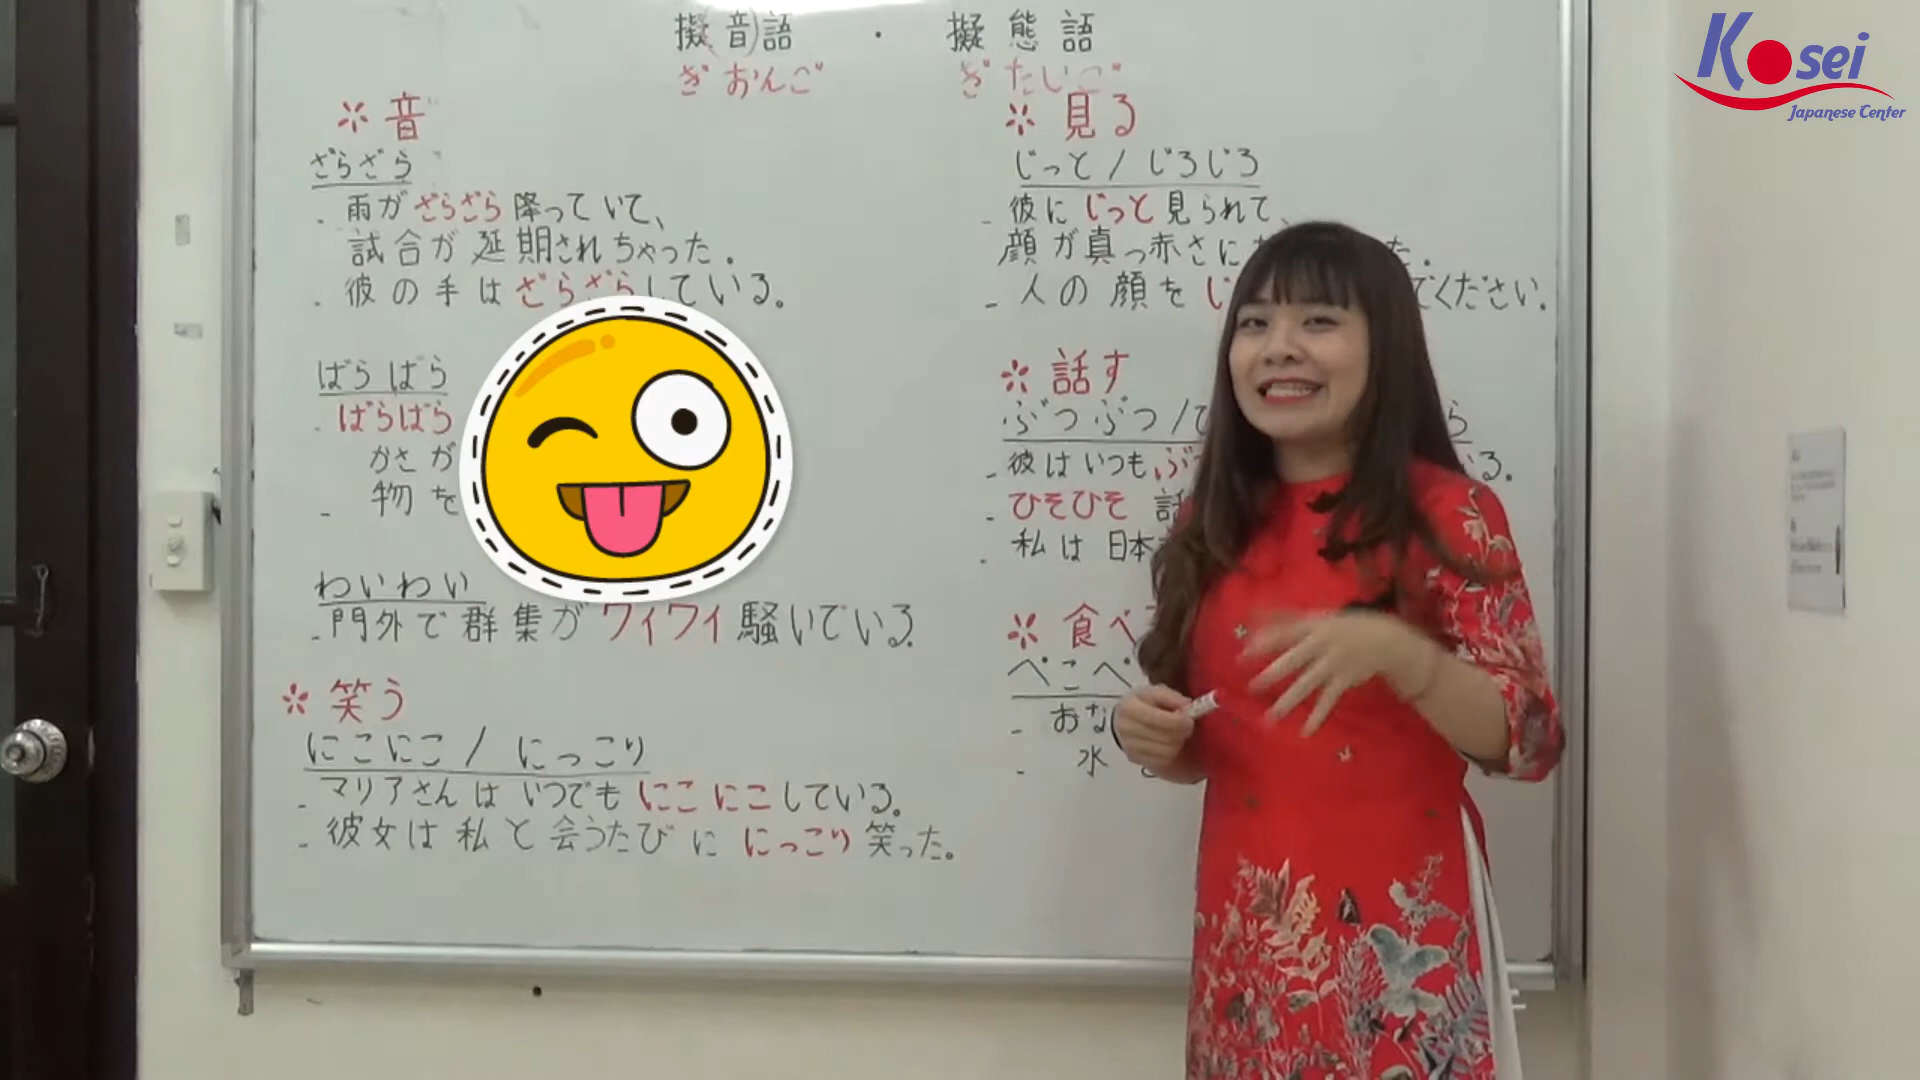 擬音語 ・ 擬態語
ぎおんご ぎたいご
音
ざらざら
雨がざらざら降っていて、
試合が延期されちゃった。
彼の手はざらざらしている。
ばらばら
ばらばら
かさが
物を
わいわい
門外で群集がワイワイ騒いでいる。
笑う
にこにこ / にっこり
マリアさんはいつでもにこにこしている。
彼女は私と会うたびににっこり笑った。
見る
じっと / じろじろ
彼にじっと見られて、
顔が真っ赤さに た。
人の顔をじ でください。
話す
ぶつぶつ / ら
彼はいつもぶ る。
ひそひそ 話
私は日本
食べ
ぺこぺ
おな
水
Kosei
Japanese Center